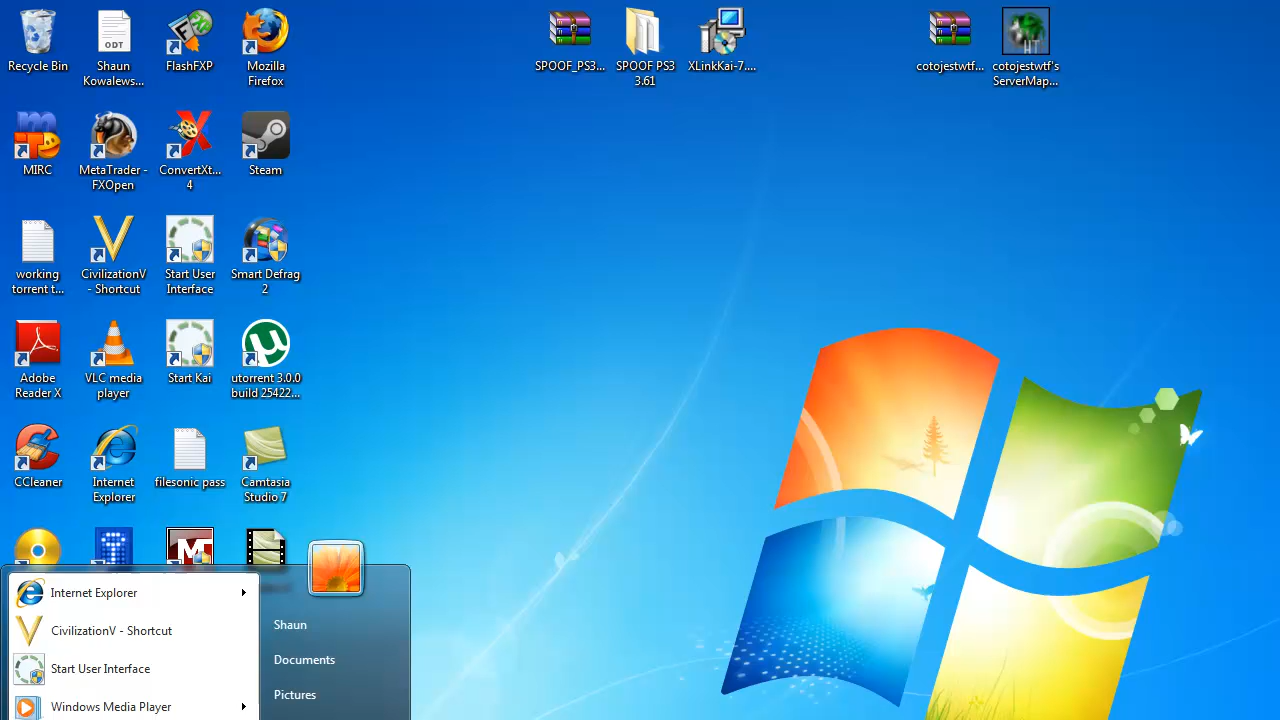 Recycle Bin
Shaun
Kowalews...
FlashFXP
Mozilla
Firefox
SPOOF_PS3...
SPOOF PS3
3.61
XLinkKai-7....
cotojestwtf...
cotojestwtf's
ServerMap...
ODT
HT
MIRC
MetaTrader -
FXOpen
ConvertXt...
4
Steam
working
torrent t...
CivilizationV
- Shortcut
Start User
Interface
Smart Defrag
2
Adobe
Reader X
VLC media
player
Start Kai
utorrent 3.0.0
build 25422...
CCleaner
Internet
Explorer
filesonic pass
Camtasia
Studio 7
Internet Explorer
CivilizationV - Shortcut
Start User Interface
Windows Media Player
Shaun
Documents
Pictures